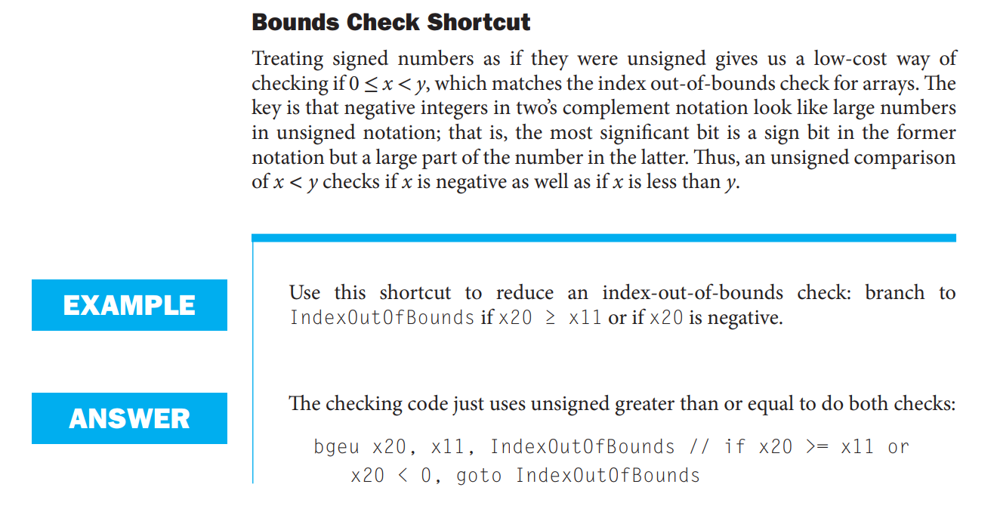 Bounds Check Shortcut
Treating signed numbers as if they were unsigned gives us a low-cost way of
checking if 0 ≤ x < y, which matches the index out-of-bounds check for arrays. The
key is that negative integers in two’s complement notation look like large numbers
in unsigned notation; that is, the most significant bit is a sign bit in the former
notation but a large part of the number in the latter. Thus, an unsigned comparison
of x < y checks if x is negative as well as if x is less than y.
EXAMPLE
Use this shortcut to reduce an index-out-of-bounds check: branch to
IndexOutOfBounds if x20 ≥ x11 or if x20 is negative.
ANSWER
The checking code just uses unsigned greater than or equal to do both checks:
bgeu x20, x11, IndexOutOfBounds // if x20 >= x11 or
x20 < 0, goto IndexOutOfBounds